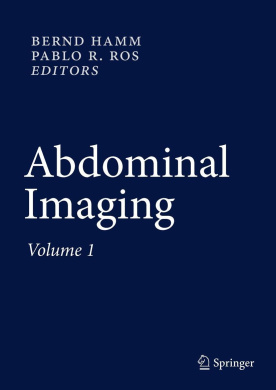 BERND HAMM
PABLO R. ROS
EDITORS
Abdominal
Imaging
Volume 1
Springer